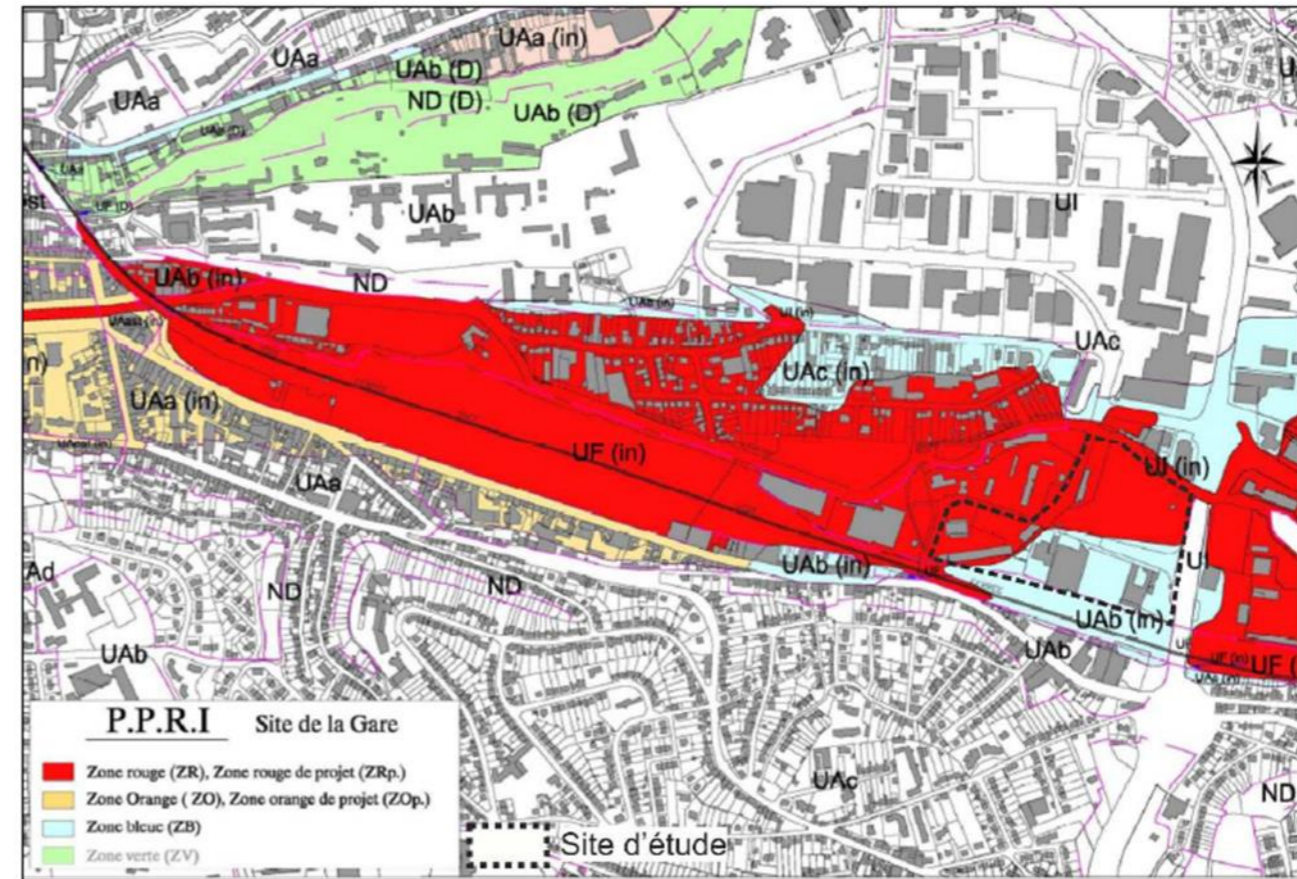 UAa (in)
UAa
UAb (D)
ND (D)
UAa
UAb (D)
UAb
UI
UAb (in)
ND
UAc
UAc (in)
UAa (in)
UF (in)
UI (in)
UAa
UI
UAb (in)
Ad
ND
ND
UAb (in)
UAb
UAb
UF (in)
UF (
P.P.R.I Site de la Gare
Zone rouge (ZR), Zone rouge de projet (ZRp.)
Zone Orange ( ZO), Zone orange de projet (ZOp.)
Zone bleue (ZB)
Zone verte (ZV)
UAc
ND
Site d'étude